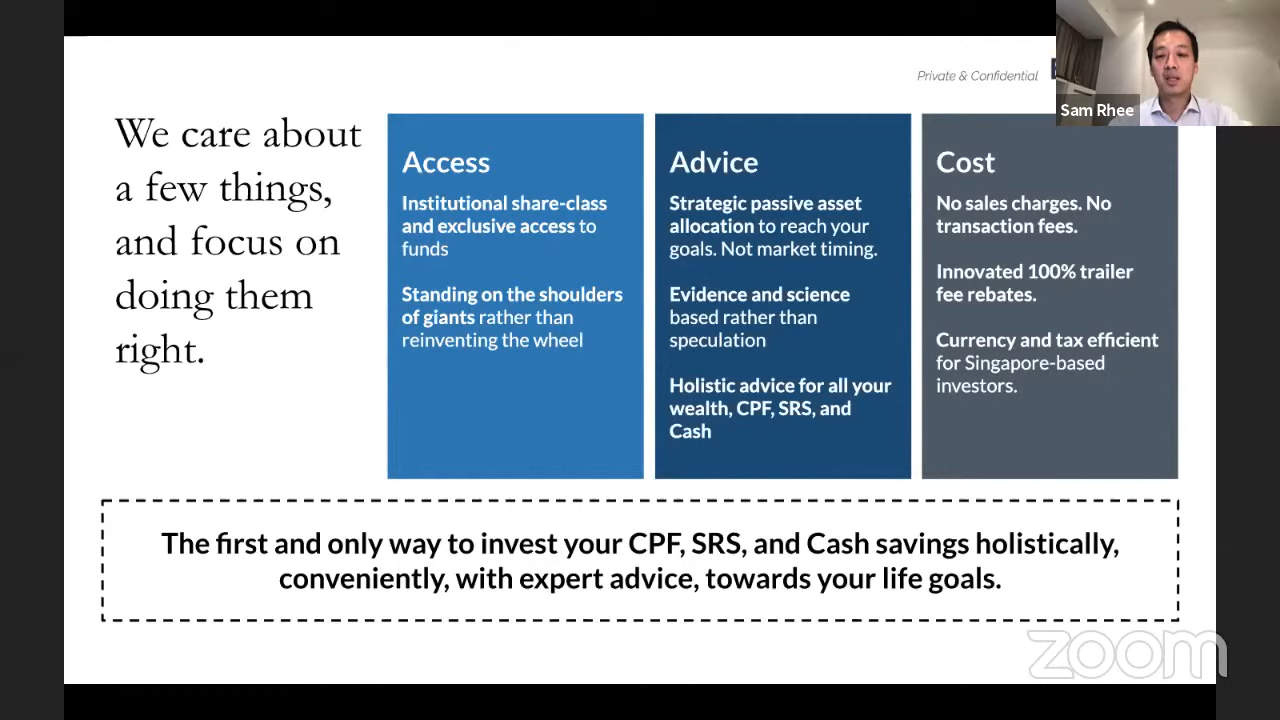 Private & Confidential
Sam Rhee
We care about
a few things,
and focus on
doing them
right.
Access
Institutional share-class
and exclusive access to
funds
Standing on the shoulders
of giants rather than
reinventing the wheel
Advice
Strategic passive asset
allocation to reach your
goals. Not market timing.
Evidence and science
based rather than
speculation
Holistic advice for all your
wealth, CPF, SRS, and
Cash
Cost
No sales charges. No
transaction fees.
Innovated 100% trailer
fee rebates.
Currency and tax efficient
for Singapore-based
investors.
The first and only way to invest your CPF, SRS, and Cash savings holistically,
conveniently, with expert advice, towards your life goals.
zoom